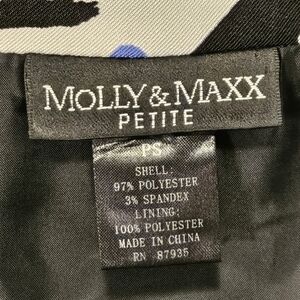 MOLLY & MAXX
PETITE
PS
SHELL:
97% POLYESTER
3% SPANDEX
LINING:
100% POLYESTER
MADE IN CHINA
RN 87935